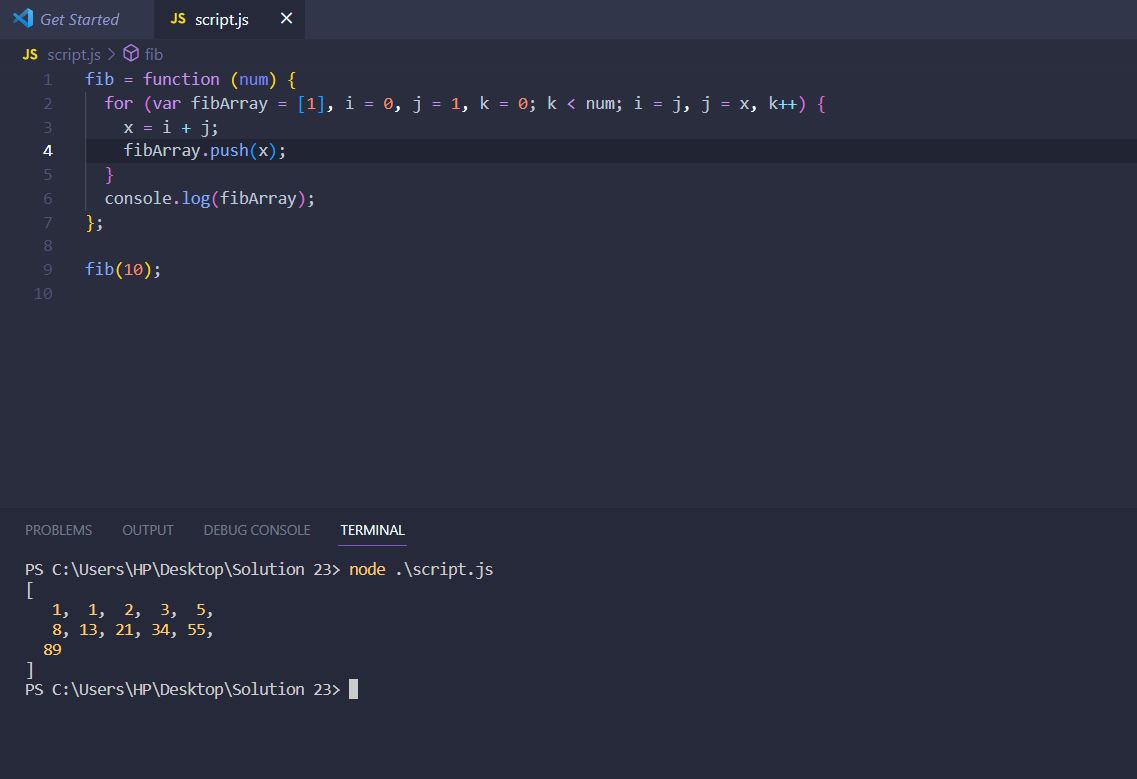 Get Started JS script.js ✕
JS script.js > fib
1 fib = function (num) {
2   for (var fibArray = [1], i = 0, j = 1, k = 0; k < num; i = j, j = x, k++) {
3     x = i + j;
4     fibArray.push(x);
5   }
6   console.log(fibArray);
7 };
8
9 fib(10);
10
PROBLEMS OUTPUT DEBUG CONSOLE TERMINAL
PS C:\Users\HP\Desktop\Solution 23> node .\script.js
[
   1,  1,  2,  3,  5,
   8, 13, 21, 34, 55,
  89
]
PS C:\Users\HP\Desktop\Solution 23>